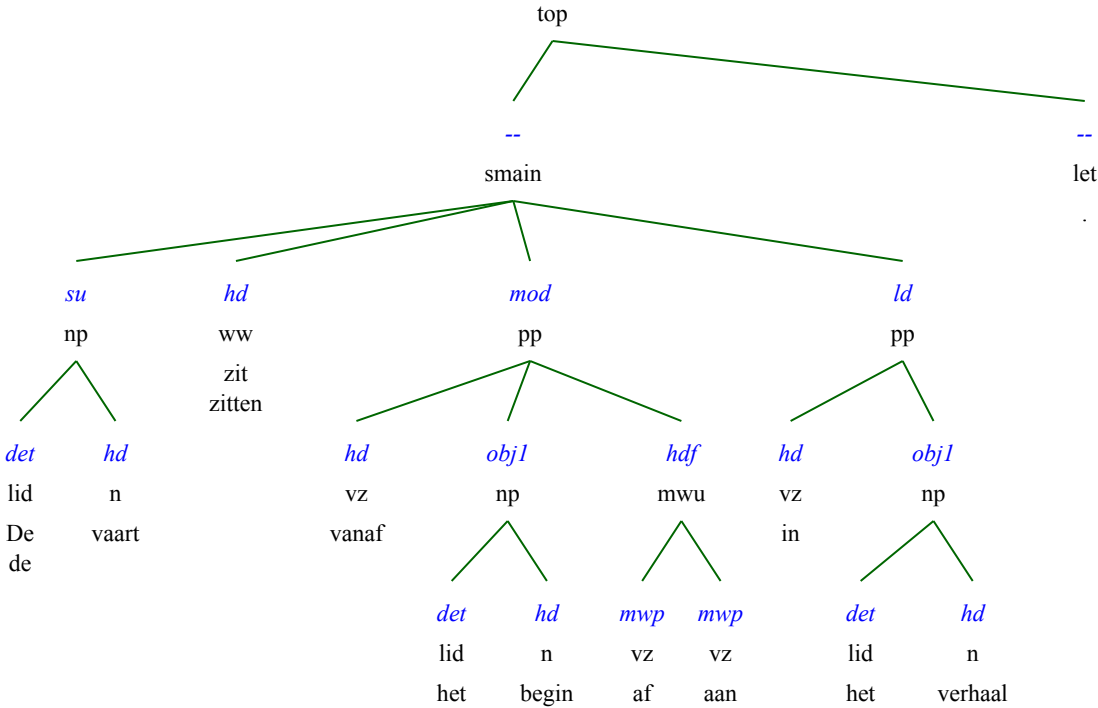 top
-- --
smain let
.
su hd mod ld
np ww pp pp
zit
zitten
det hd hd obj1 hdf hd obj1
lid n vz np mwu vz np
De vaart vanaf in
de
det hd mwp mwp det hd
lid n vz vz lid n
het begin af aan het verhaal